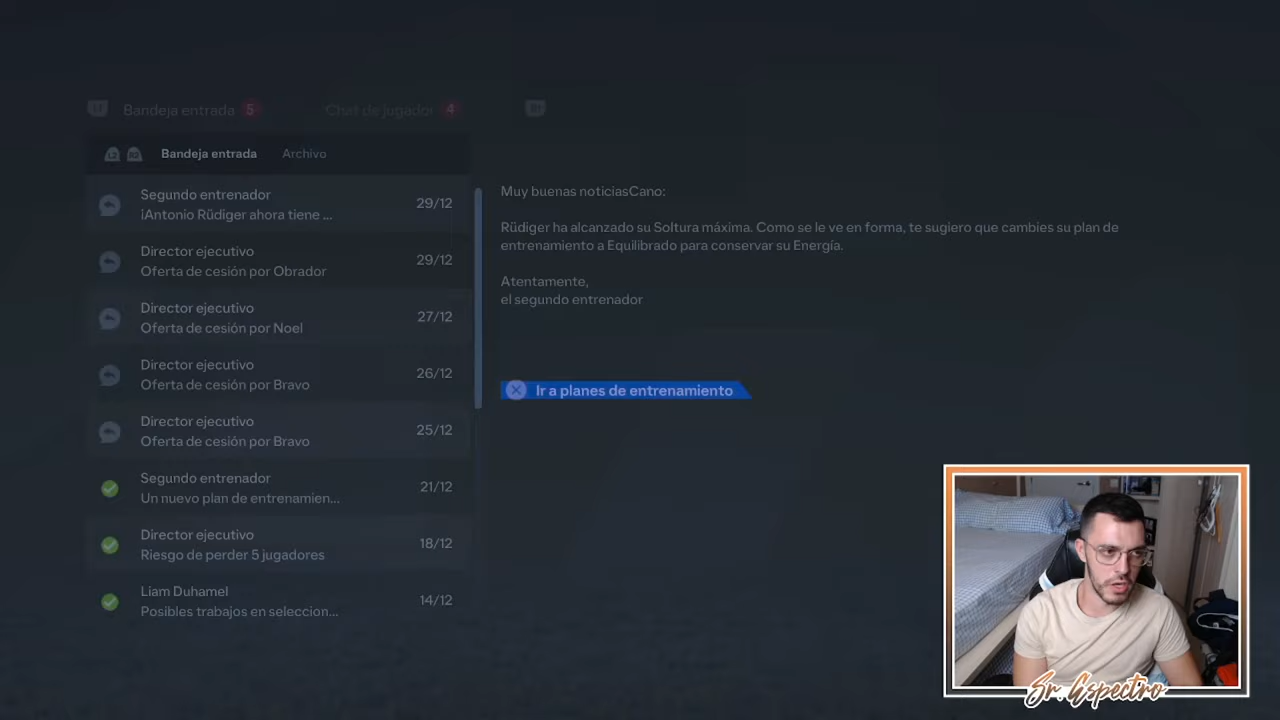 L1 Bandeja entrada 5 Chat de jugador 4 R1
L2 R2 Bandeja entrada Archivo
Segundo entrenador 29/12
¡Antonio Rüdiger ahora tiene ...
Director ejecutivo 29/12
Oferta de cesión por Obrador
Director ejecutivo 27/12
Oferta de cesión por Noel
Director ejecutivo 26/12
Oferta de cesión por Bravo
Director ejecutivo 25/12
Oferta de cesión por Bravo
Segundo entrenador 21/12
Un nuevo plan de entrenamien...
Director ejecutivo 18/12
Riesgo de perder 5 jugadores
Liam Duhamel 14/12
Posibles trabajos en seleccion...
Muy buenas noticiasCano:
Rüdiger ha alcanzado su Soltura máxima. Como se le ve en forma, te sugiero que cambies su plan de
entrenamiento a Equilibrado para conservar su Energía.
Atentamente,
el segundo entrenador
Ir a planes de entrenamiento
Sr. Aspectro